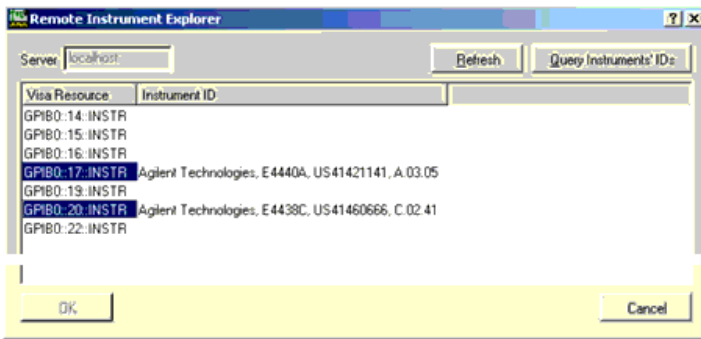 Remote Instrument Explorer
Server localhost Refresh Query Instruments' IDs
Visa Resource Instrument ID
GPIB0::14::INSTR
GPIB0::15::INSTR
GPIB0::16::INSTR
GPIB0::17::INSTR Agilent Technologies, E4440A, US41421141, A.03.05
GPIB0::19::INSTR
GPIB0::20::INSTR Agilent Technologies, E4438C, US41460666, C.02.41
GPIB0::22::INSTR
OK Cancel